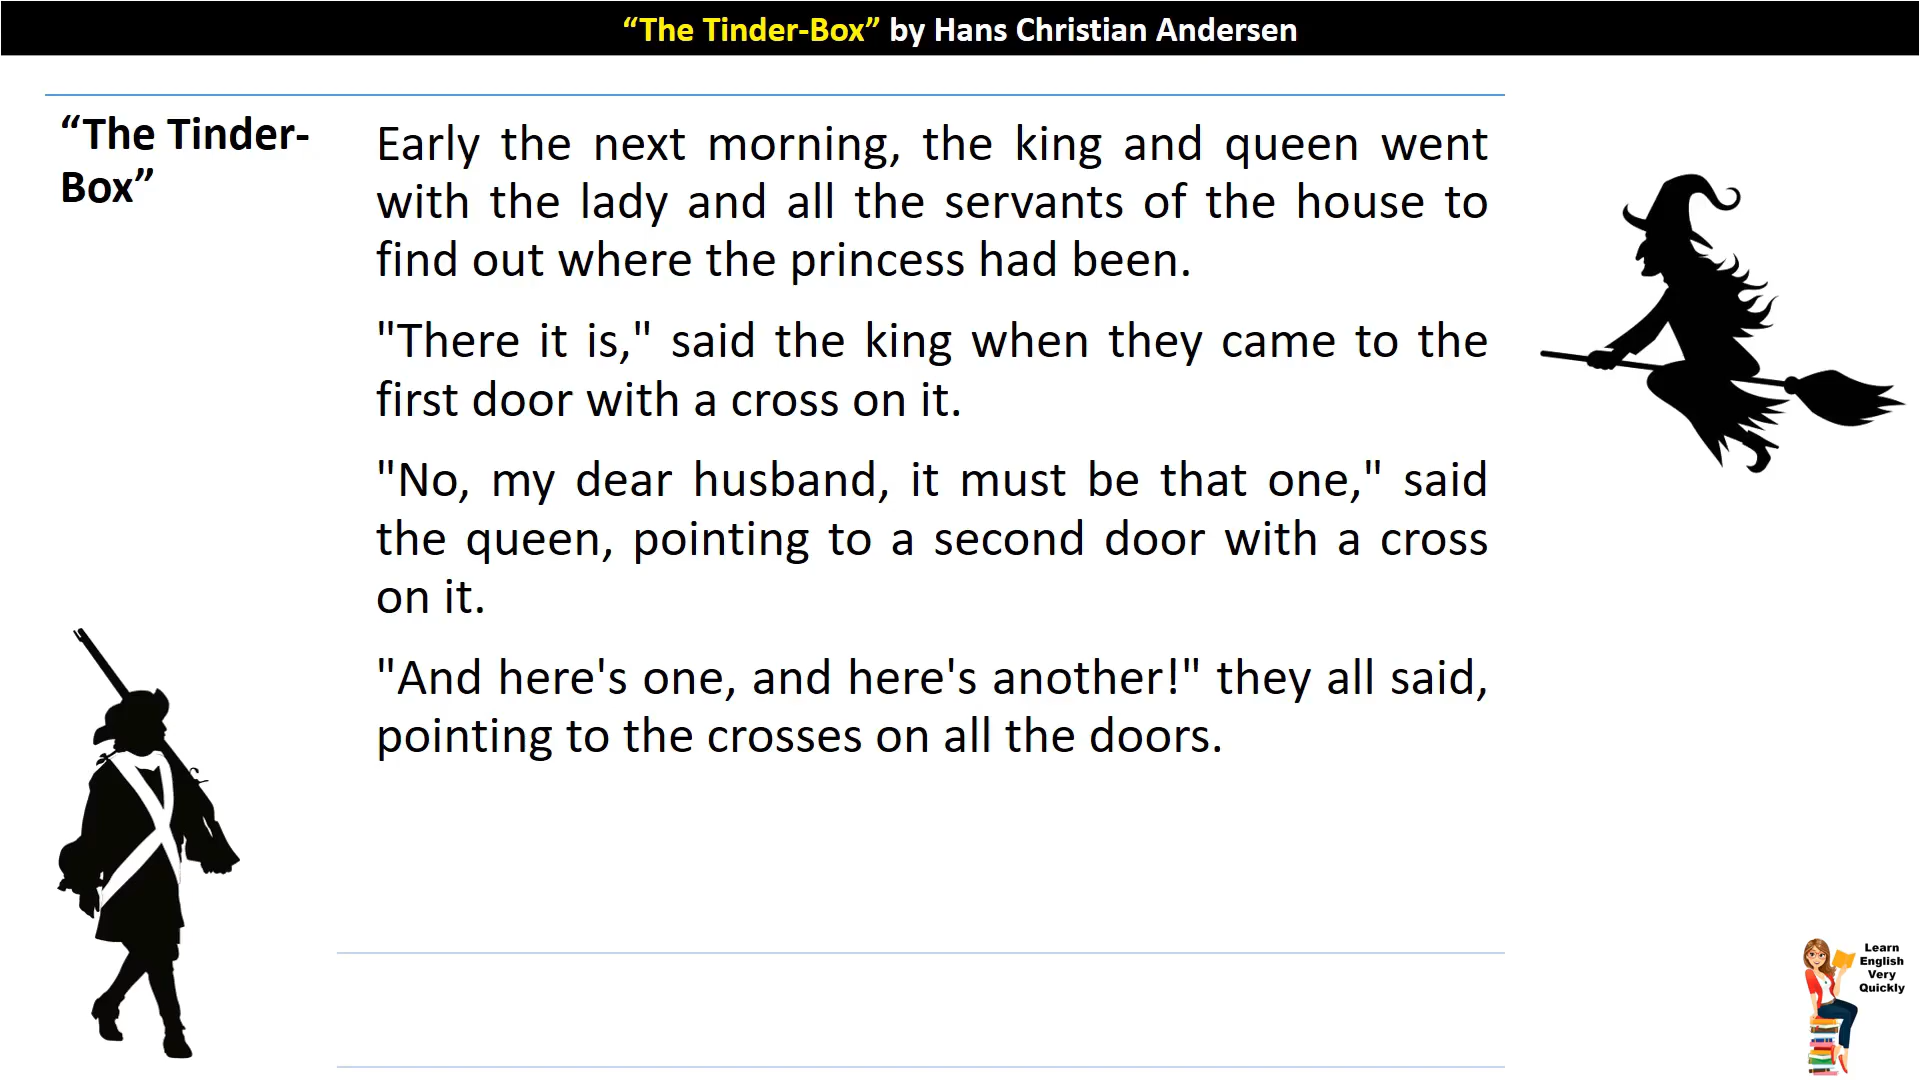 “The Tinder-Box” by Hans Christian Andersen
“The Tinder-
Box”
Early the next morning, the king and queen went
with the lady and all the servants of the house to
find out where the princess had been.
"There it is," said the king when they came to the
first door with a cross on it.
"No, my dear husband, it must be that one," said
the queen, pointing to a second door with a cross
on it.
"And here's one, and here's another!" they all said,
pointing to the crosses on all the doors.
Learn
English
Very
Quickly